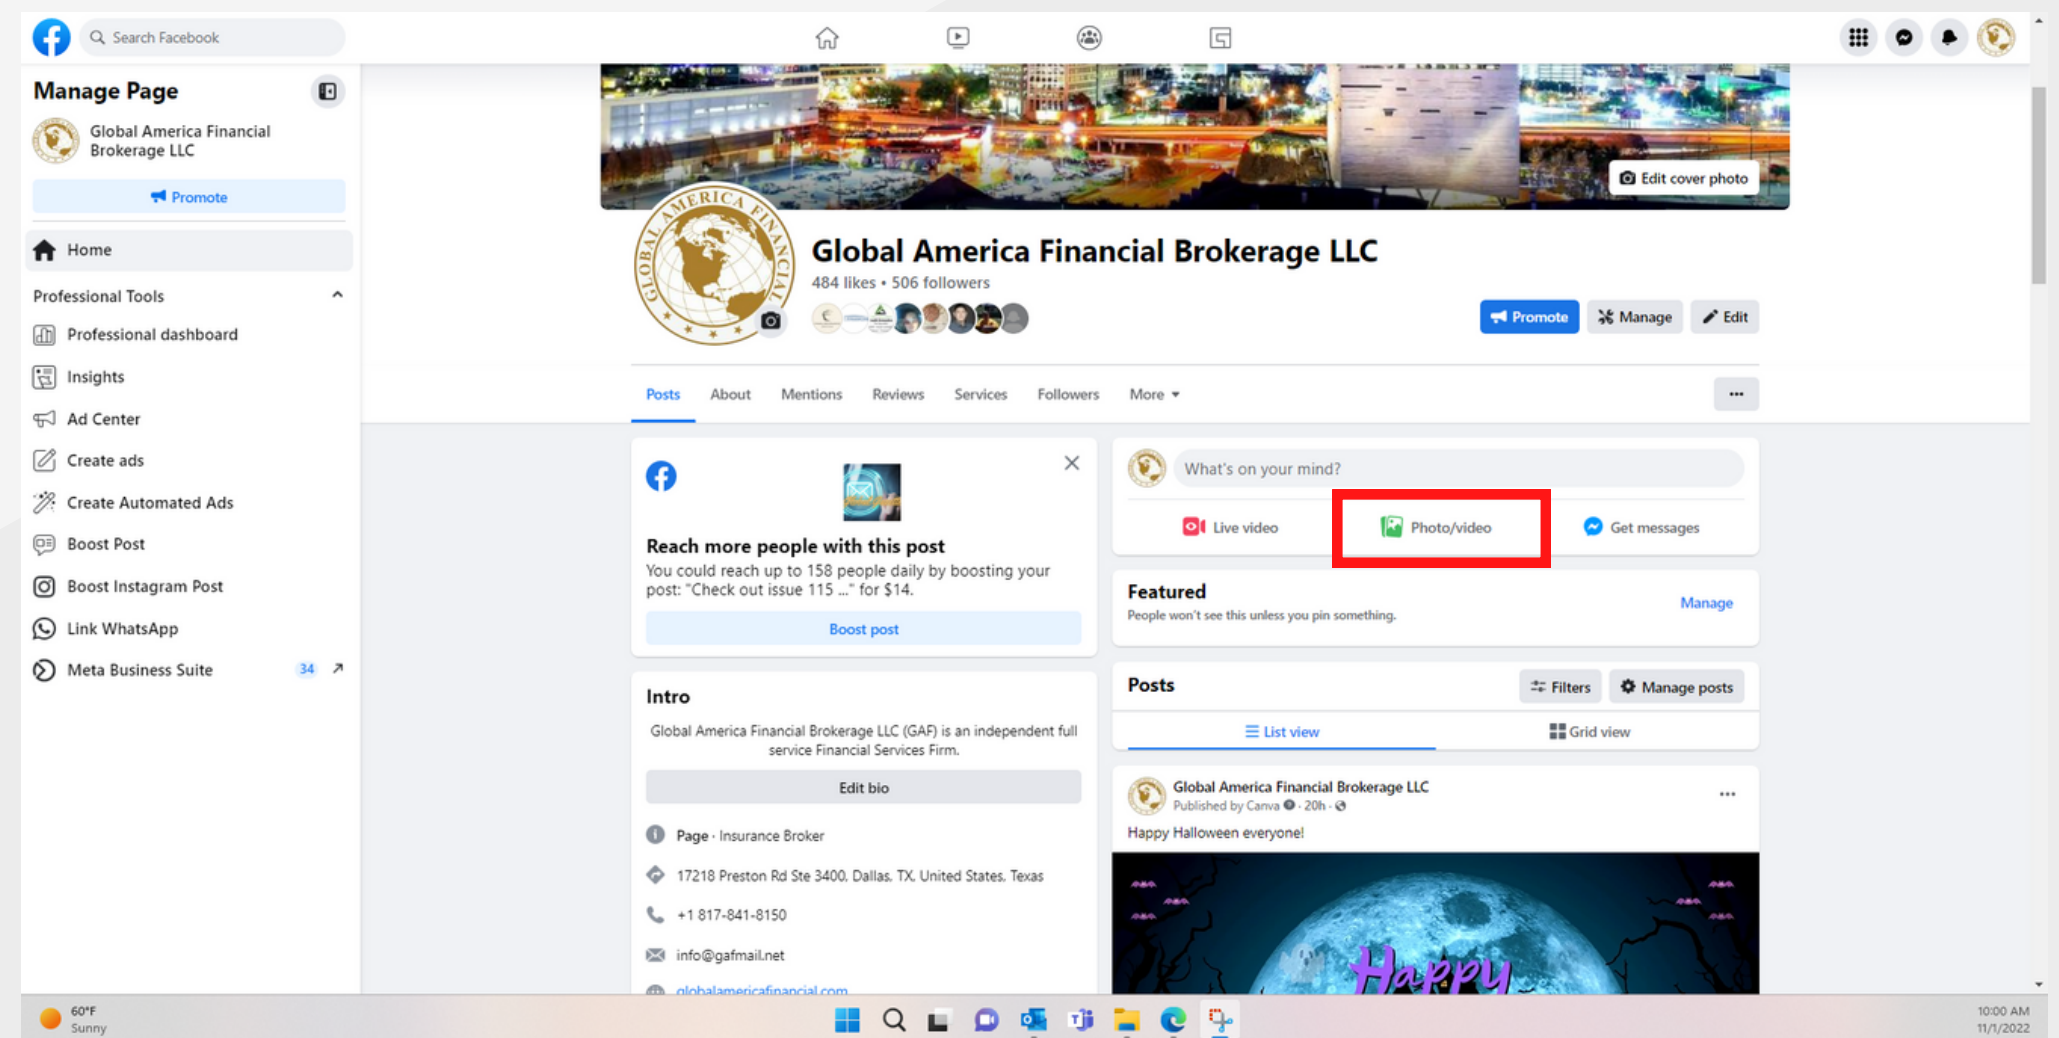 Search Facebook
Manage Page
Global America Financial
Brokerage LLC
Promote
Home
Professional Tools
Professional dashboard
Insights
Ad Center
Create ads
Create Automated Ads
Boost Post
Boost Instagram Post
Link WhatsApp
Meta Business Suite 34
Edit cover photo
GLOBAL AMERICA FINANCIAL
Global America Financial Brokerage LLC
484 likes • 506 followers
Promote
Manage
Edit
Posts
About
Mentions
Reviews
Services
Followers
More
Reach more people with this post
You could reach up to 158 people daily by boosting your
post: "Check out issue 115 ..." for $14.
Boost post
Intro
Global America Financial Brokerage LLC (GAF) is an independent full
service Financial Services Firm.
Edit bio
Page · Insurance Broker
17218 Preston Rd Ste 3400, Dallas, TX, United States, Texas
+1 817-841-8150
info@gafmail.net
globalamericafinancial.com
What's on your mind?
Live video
Photo/video
Get messages
Featured
People won't see this unless you pin something.
Manage
Posts
Filters
Manage posts
List view
Grid view
Global America Financial Brokerage LLC
Published by Canva · 20h ·
Happy Halloween everyone!
Happy
60°F
Sunny
10:00 AM
11/1/2022